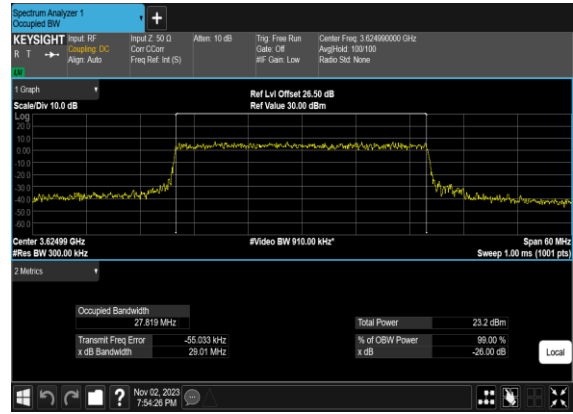 Spectrum Analyzer 1
Occupied BW
+
KEYSIGHT
R T
LXI
Input: RF
Coupling: DC
Align: Auto
Input Z: 50 Ω
Corr CCorr
Freq Ref: Int (S)
Atten: 10 dB
Trig: Free Run
Gate: Off
#IF Gain: Low
Center Freq: 3.624990000 GHz
Avg|Hold: 100/100
Radio Std: None
1 Graph
Scale/Div 10.0 dB
Ref Lvl Offset 26.50 dB
Ref Value 30.00 dBm
Log
20.0
10.0
0.00
-10.0
-20.0
-30.0
-40.0
-50.0
-60.0
Center 3.62499 GHz
#Video BW 910.00 kHz*
Span 60 MHz
#Res BW 300.00 kHz
Sweep 1.00 ms (1001 pts)
2 Metrics
Occupied Bandwidth
27.819 MHz
Total Power 23.2 dBm
Transmit Freq Error -55.033 kHz
% of OBW Power 99.00 %
x dB Bandwidth 29.01 MHz
x dB -26.00 dB
Local
?
Nov 02, 2023
7:54:26 PM